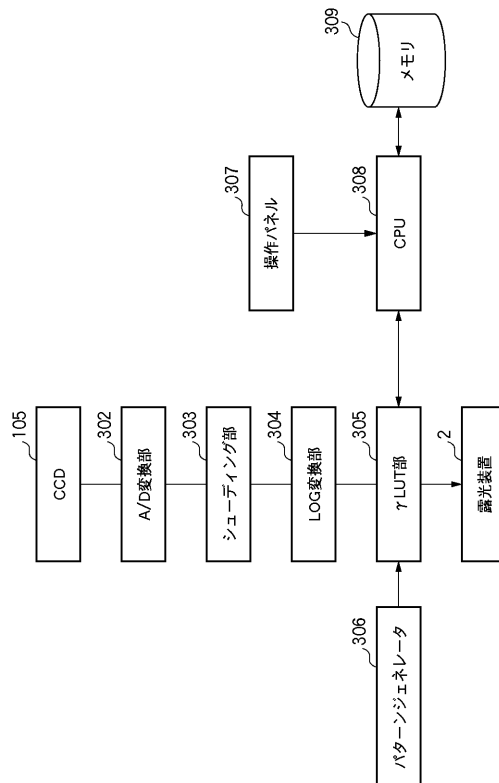 105
CCD
302
A/D変換部
303
シューディング部
304
LOG変換部
306
パターンジェネレータ
305
γLUT部
2
露光装置
307
操作パネル
308
CPU
309
メモリ